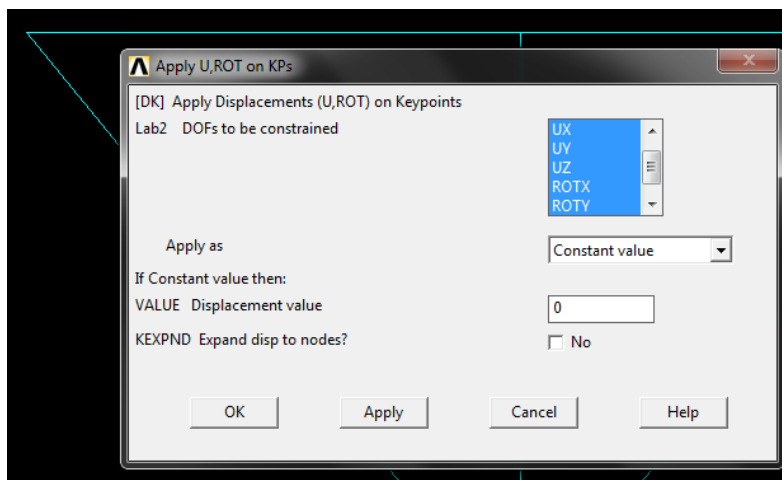 Apply U,ROT on KPs
[DK] Apply Displacements (U,ROT) on Keypoints
Lab2 DOFs to be constrained
UX
UY
UZ
ROTX
ROTY
Apply as Constant value
If Constant value then:
VALUE Displacement value 0
KEXPND Expand disp to nodes? No
OK Apply Cancel Help